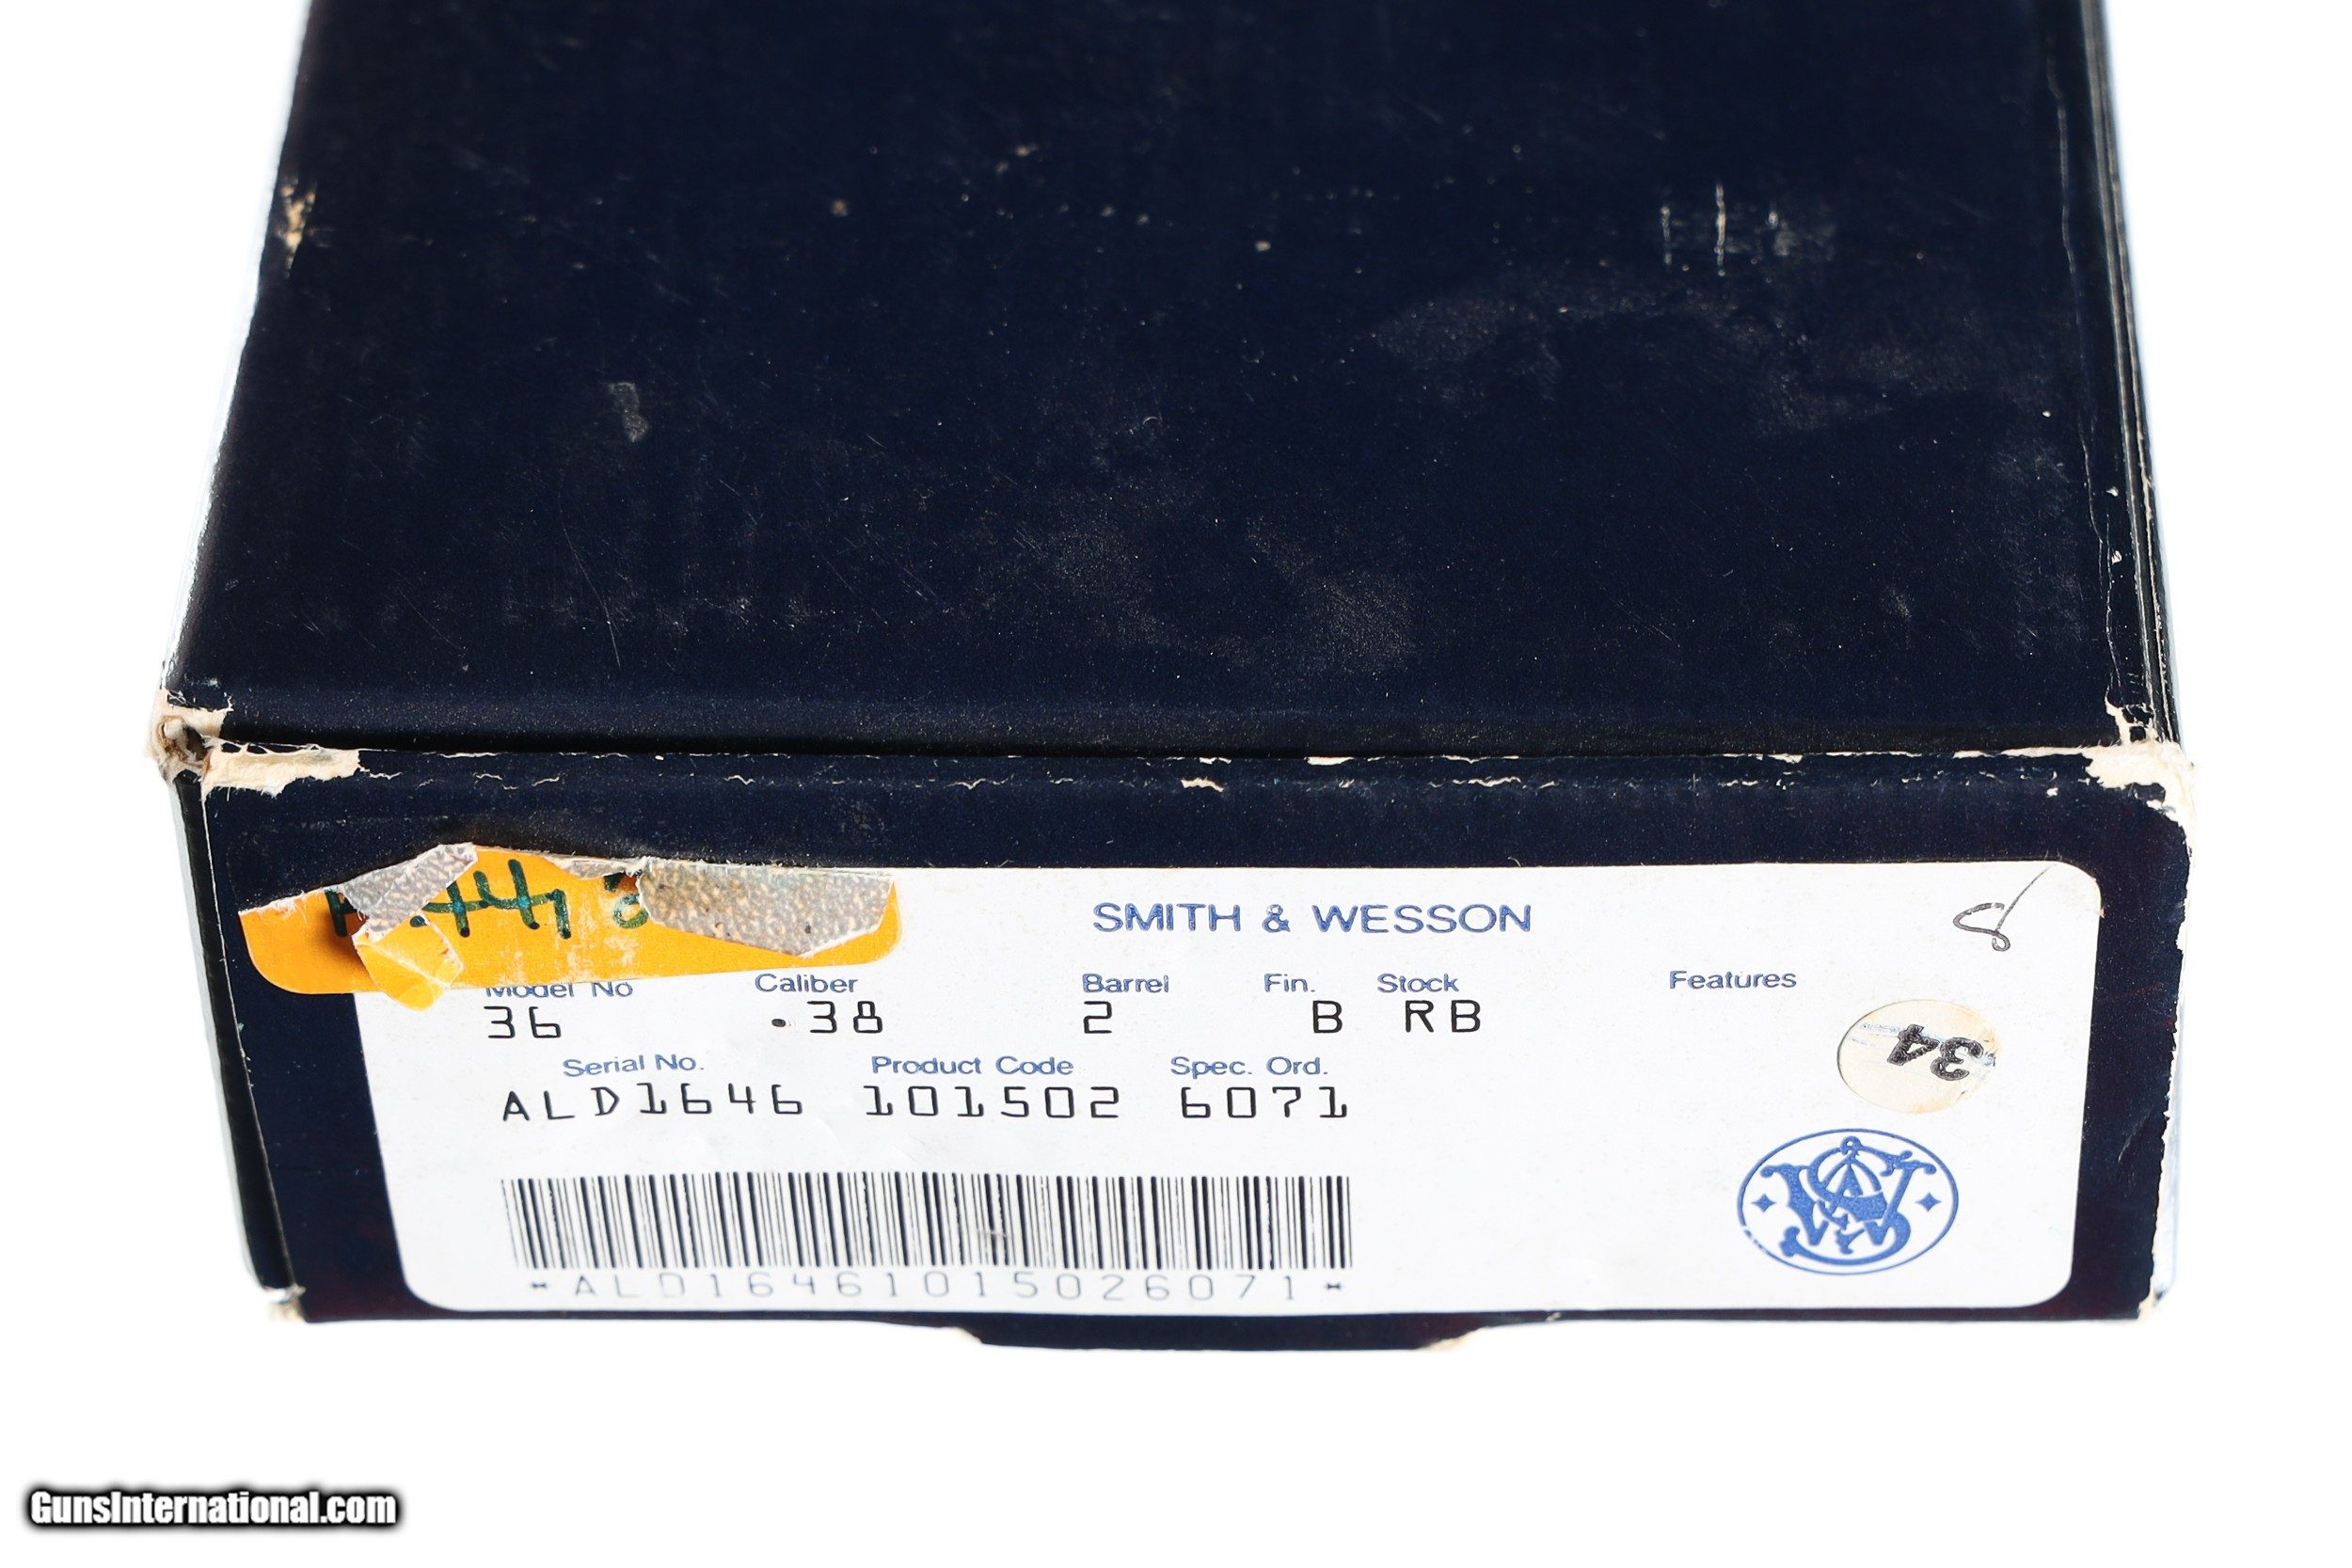 SMITH & WESSON
Model No Caliber Barrel Fin. Stock Features
36 .38 2 B RB
34
Serial No. Product Code Spec. Ord.
ALD1646 101502 6071
*ALD16461015026071*
GunsInternational.com